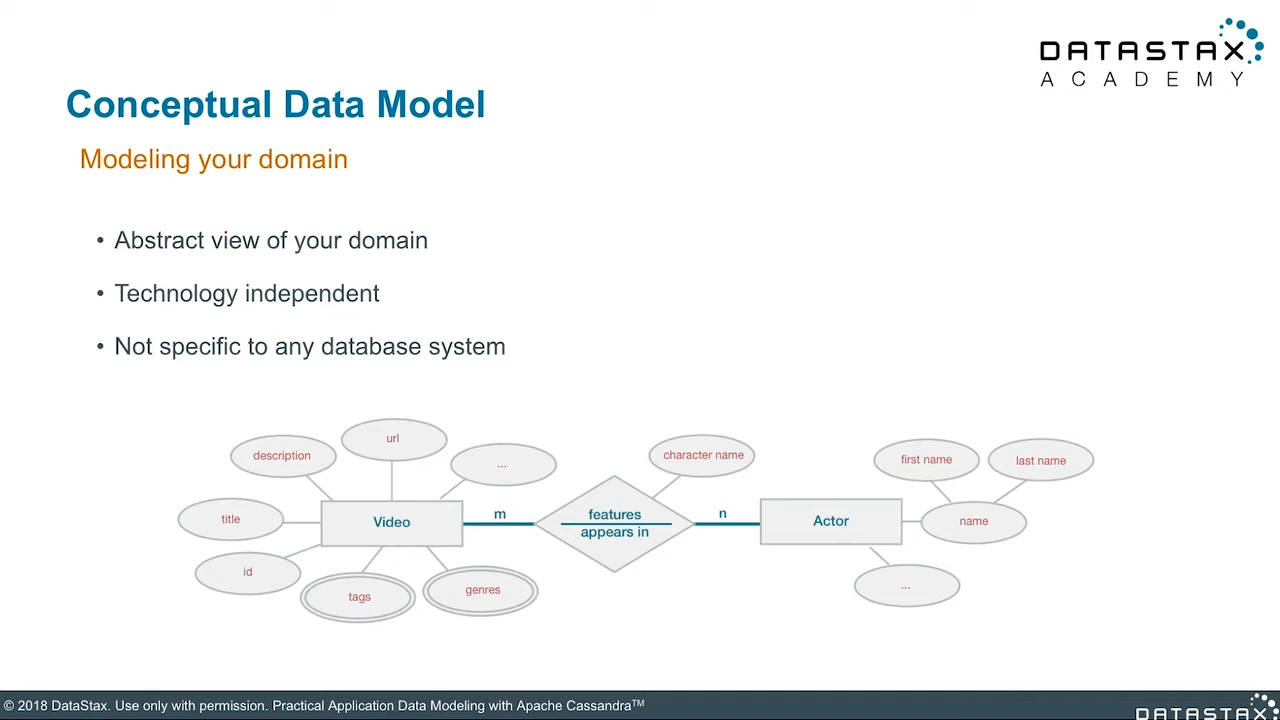 DATASTAX
ACADEMY
Conceptual Data Model
Modeling your domain
• Abstract view of your domain
• Technology independent
• Not specific to any database system
url
description
...
character name
first name
last name
title
Video
m
features
appears in
n
Actor
name
id
tags
genres
...
© 2018 DataStax. Use only with permission. Practical Application Data Modeling with Apache Cassandra™
DATASTAX